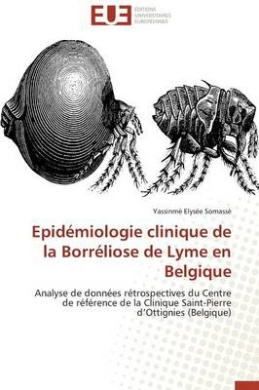 EUE
ÉDITIONS
UNIVERSITAIRES
EUROPÉENNES
Yassinmè Elysée Somassè
Epidémiologie clinique de
la Borréliose de Lyme en
Belgique
Analyse de données rétrospectives du Centre
de référence de la Clinique Saint-Pierre
d'Ottignies (Belgique)